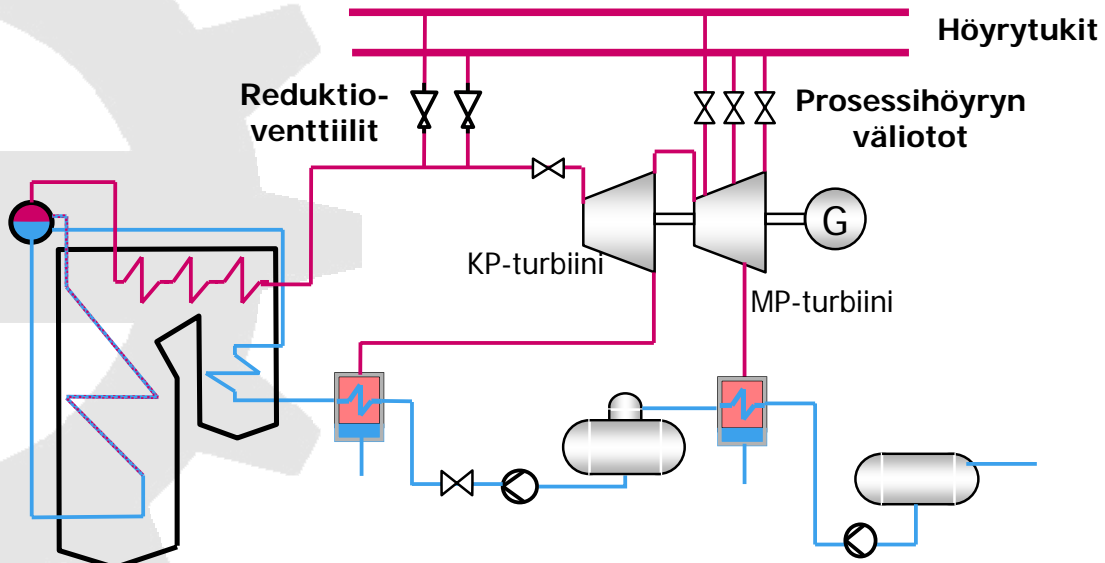 Höyrytukit
Reduktio-
venttiilit
Prosessihöyryn
väliotot
G
KP-turbiini
MP-turbiini